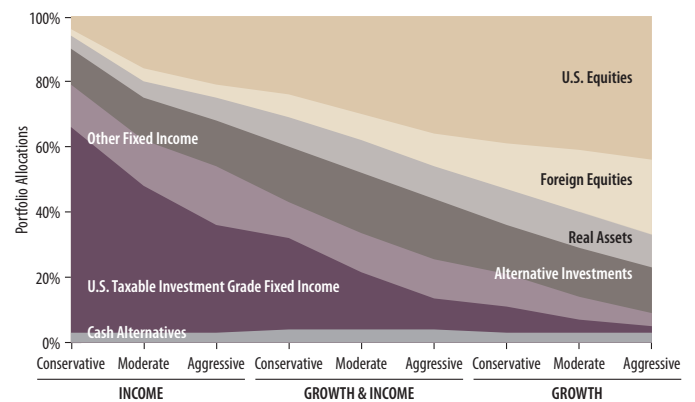 100%
80%
60%
40%
20%
0%
Portfolio Allocations
U.S. Equities
Other Fixed Income
Foreign Equities
Real Assets
Alternative Investments
U.S. Taxable Investment Grade Fixed Income
Cash Alternatives
Conservative Moderate Aggressive Conservative Moderate Aggressive Conservative Moderate Aggressive
INCOME GROWTH & INCOME GROWTH